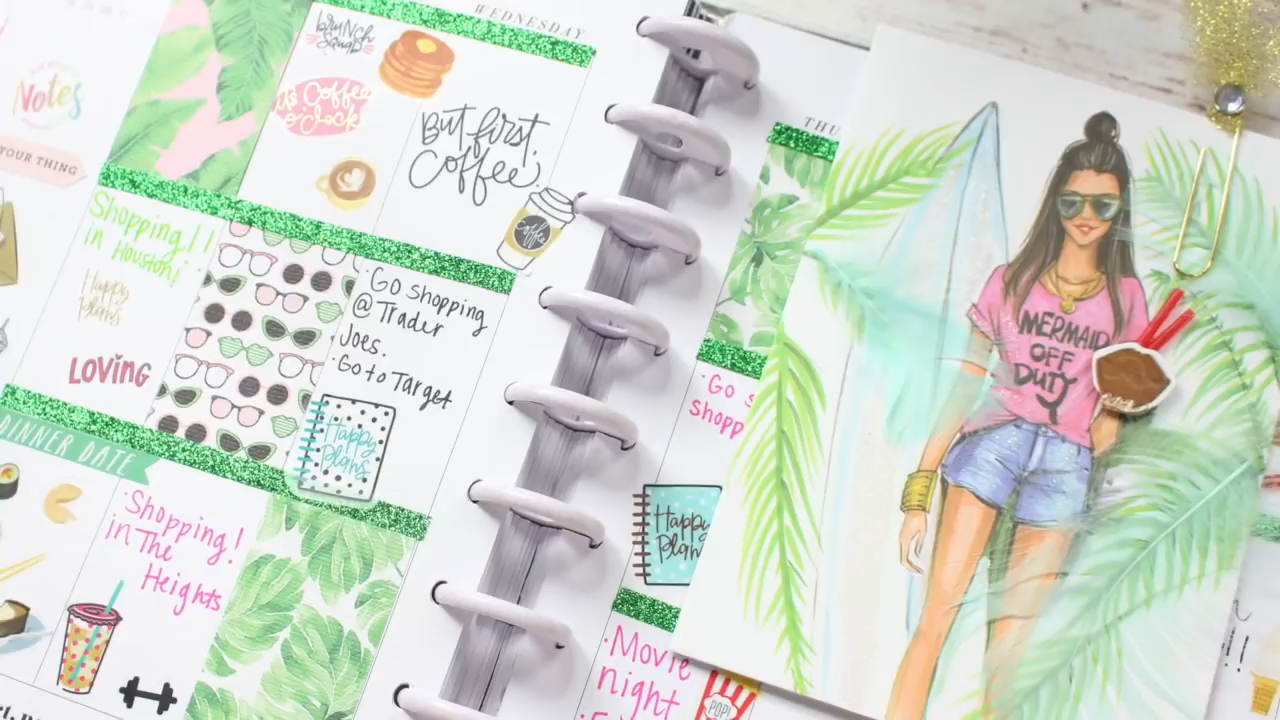 WEDNESDAY
brunch
squad
Notes
YOUR THING
it's Coffee
o'clock
But first,
Coffee
Coffee
Shopping!!
in Houston!
Happy
Plans
LOVING
·Go shopping
@ Trader
Joes.
·Go to Target
Happy
Plans
DINNER DATE
·Shopping!
in The
Heights
THU
·Go s
shopp
Happy
Plan
·Movie
night
POP!
MERMAID
OFF
DUTY
!!